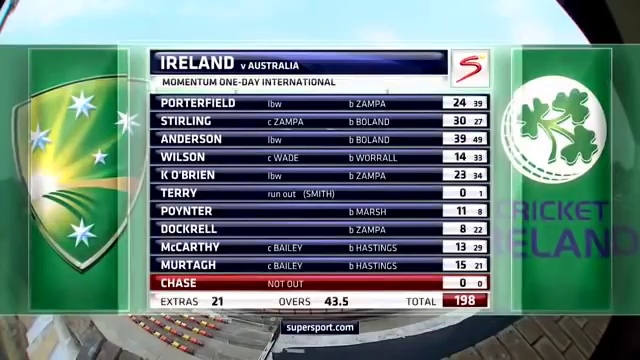 IRELAND v AUSTRALIA
MOMENTUM ONE-DAY INTERNATIONAL
PORTERFIELD lbw b ZAMPA 24 39
STIRLING c ZAMPA b BOLAND 30 27
ANDERSON lbw b BOLAND 39 49
WILSON c WADE b WORRALL 14 33
K O'BRIEN lbw b ZAMPA 23 34
TERRY run out (SMITH) 0 1
POYNTER b MARSH 11 8
DOCKRELL b ZAMPA 8 22
McCARTHY c BAILEY b HASTINGS 13 29
MURTAGH c BAILEY b HASTINGS 15 21
CHASE NOT OUT 0 0
EXTRAS 21 OVERS 43.5 TOTAL 198
supersport.com
CRICKET
IRELAND